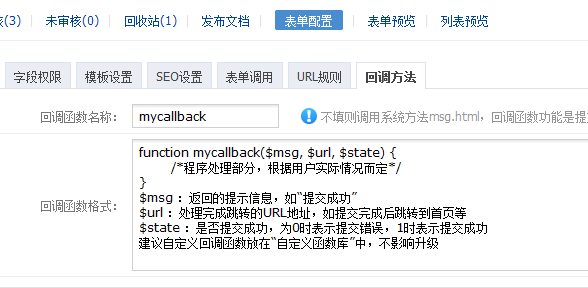 (3) 未审核(0) 回收站(1) 发布文档 表单配置 表单预览 列表预览
字段权限 模板设置 SEO设置 表单调用 URL规则 回调方法
回调函数名称： mycallback 不填则调用系统方法msg.html，回调函数功能是提
回调函数格式： function mycallback($msg, $url, $state) {
/*程序处理部分，根据用户实际情况而定*/
}
$msg：返回的提示信息，如“提交成功”
$url：处理完成跳转的URL地址，如提交完成后跳转到首页等
$state：是否提交成功，为0时表示提交错误，1时表示提交成功
建议自定义回调函数放在“自定义函数库”中，不影响升级